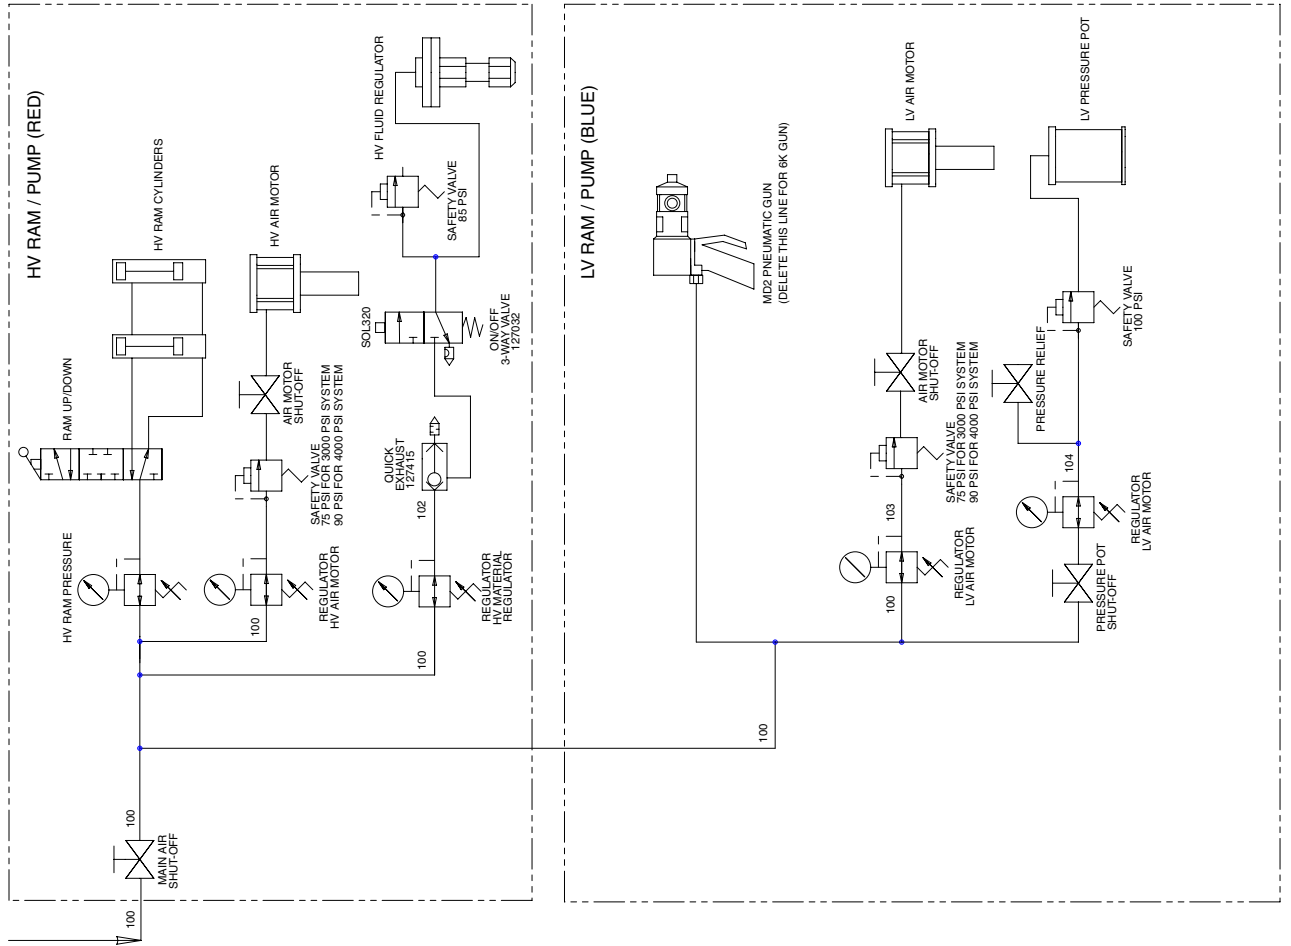 HV RAM / PUMP (RED)
RAM UP/DOWN
HV RAM CYLINDERS
HV AIR MOTOR
HV FLUID REGULATOR
SAFETY VALVE
85 PSI
SOL320
ON/OFF
3-WAY VALVE
127032
AIR MOTOR
SHUT-OFF
SAFETY VALVE
75 PSI FOR 3000 PSI SYSTEM
90 PSI FOR 4000 PSI SYSTEM
QUICK
EXHAUST
127415
102
HV RAM PRESSURE
REGULATOR
HV AIR MOTOR
100
REGULATOR
HV MATERIAL
REGULATOR
100
100
MAIN AIR
SHUT-OFF
100
LV RAM / PUMP (BLUE)
MD2 PNEUMATIC GUN
(DELETE THIS LINE FOR 6K GUN)
LV AIR MOTOR
LV PRESSURE POT
AIR MOTOR
SHUT-OFF
PRESSURE RELIEF
SAFETY VALVE
100 PSI
SAFETY VALVE
75 PSI FOR 3000 PSI SYSTEM
90 PSI FOR 4000 PSI SYSTEM
103
104
REGULATOR
LV AIR MOTOR
REGULATOR
LV AIR MOTOR
100
PRESSURE POT
SHUT-OFF
100